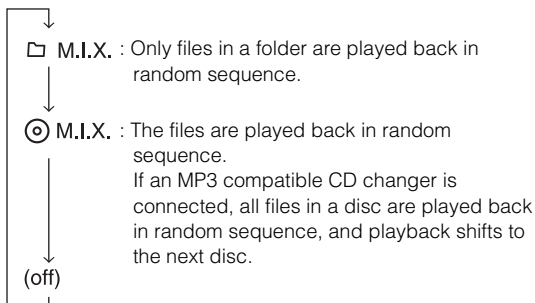 M.I.X. : Only files in a folder are played back in
random sequence.
M.I.X. : The files are played back in random
sequence.
If an MP3 compatible CD changer is
connected, all files in a disc are played back
in random sequence, and playback shifts to
the next disc.
(off)